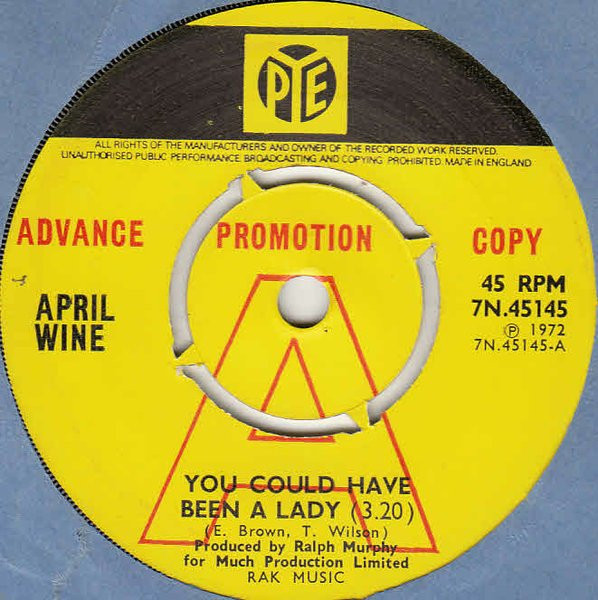 PYE
ALL RIGHTS OF THE MANUFACTURERS AND OWNER OF THE RECORDED WORK RESERVED.
UNAUTHORISED PUBLIC PERFORMANCE, BROADCASTING AND COPYING PROHIBITED. MADE IN ENGLAND
ADVANCE PROMOTION COPY
APRIL
WINE
45 RPM
7N.45145
Ⓟ 1972
7N.45145-A
A
YOU COULD HAVE
BEEN A LADY (3.20)
(E. Brown, T. Wilson)
Produced by Ralph Murphy
for Much Production Limited
RAK MUSIC